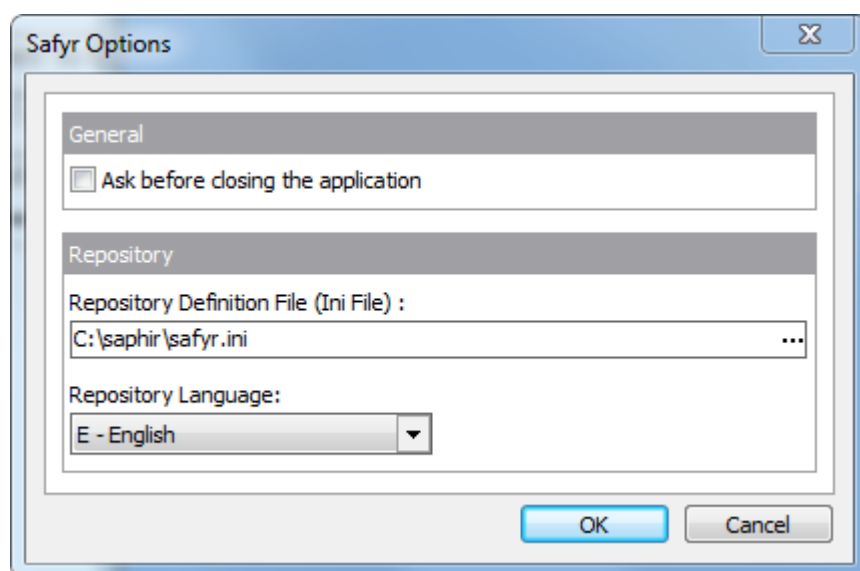 Safyr Options
General
Ask before closing the application
Repository
Repository Definition File (Ini File) :
C:\saphir\safyr.ini ...
Repository Language:
E - English
OK Cancel